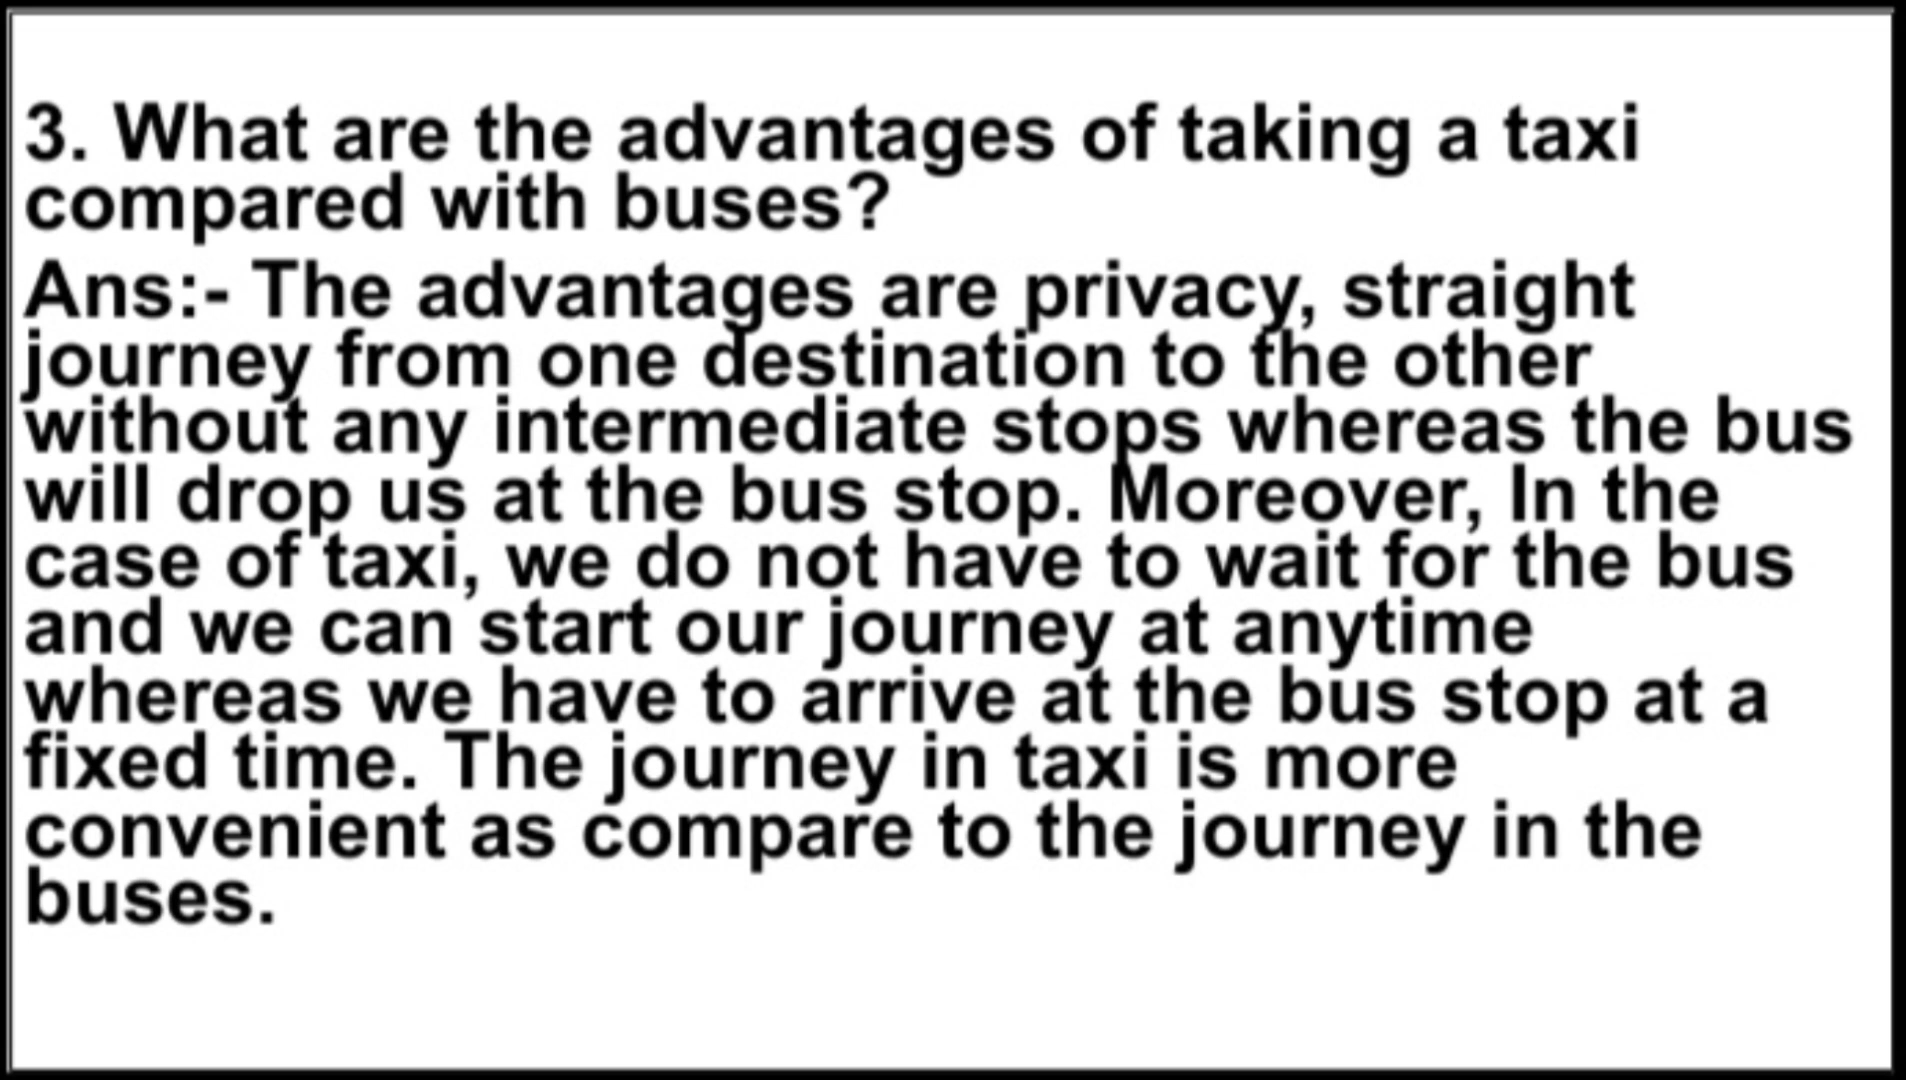 3. What are the advantages of taking a taxi
compared with buses?
Ans:- The advantages are privacy, straight
journey from one destination to the other
without any intermediate stops whereas the bus
will drop us at the bus stop. Moreover, In the
case of taxi, we do not have to wait for the bus
and we can start our journey at anytime
whereas we have to arrive at the bus stop at a
fixed time. The journey in taxi is more
convenient as compare to the journey in the
buses.